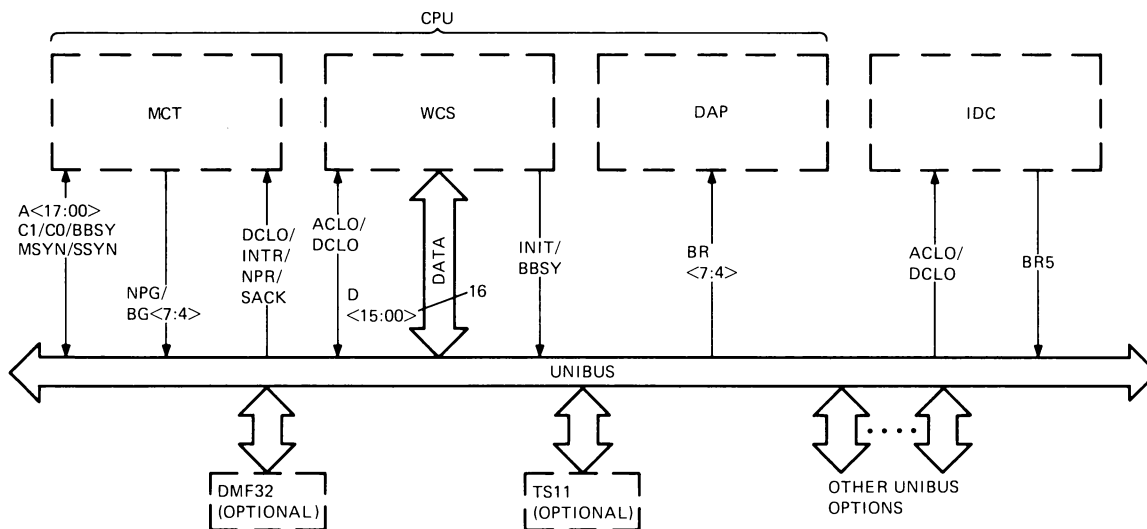 CPU
MCT
WCS
DAP
IDC
A<17:00>
C1/C0/BBSY
MSYN/SSYN
NPG/
BG<7:4>
DCLO/
INTR/
NPR/
SACK
ACLO/
DCLO
D
<15:00>
DATA
16
INIT/
BBSY
BR
<7:4>
ACLO/
DCLO
BR5
UNIBUS
DMF32
(OPTIONAL)
TS11
(OPTIONAL)
OTHER UNIBUS
OPTIONS